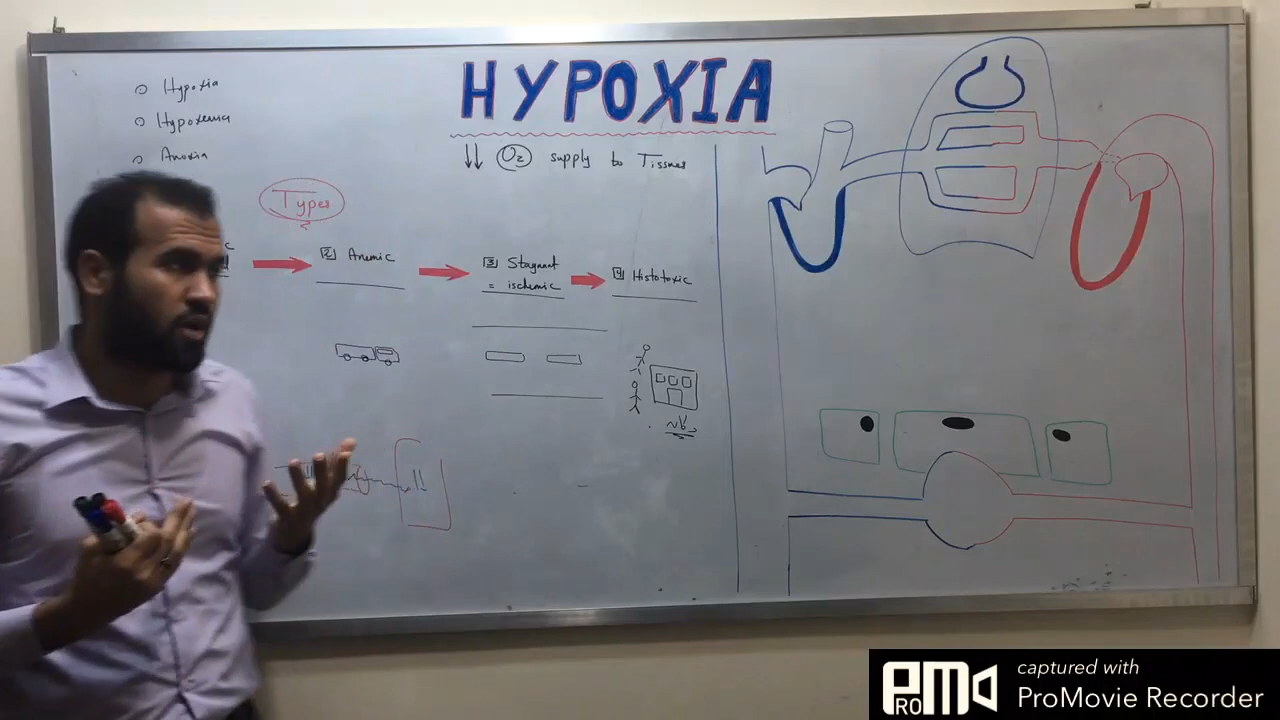 HYPOXIA
↓↓ O2 supply to Tissues
o Hypoxia
o Hypoxemia
o Anoxia
Types
2 Anemic
3 Stagnant
= ischemic
4 Histotoxic
PROM
captured with
ProMovie Recorder